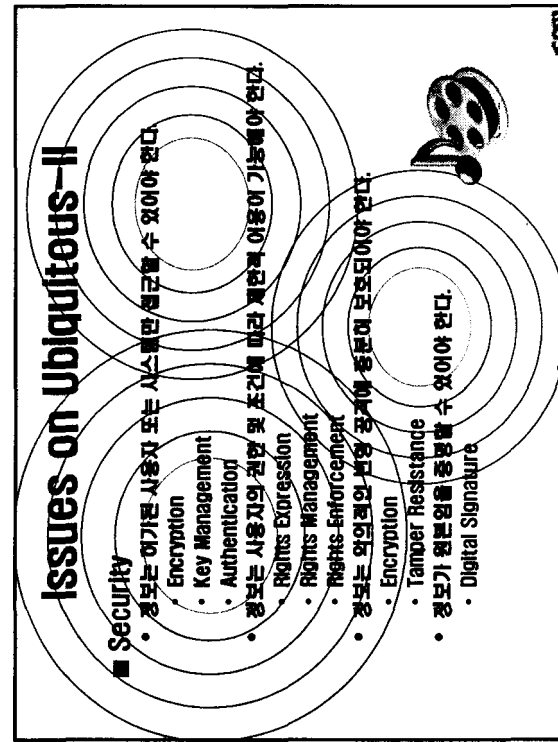 Issues on Ubiquitous-II
■ Security
• 정보는 허가된 사용자 또는 시스템만 접근할 수 있어야 한다.
· Encryption
· Key Management
· Authentication
• 정보는 사용자의 권한 및 조건에 따라 제한적 이용이 가능해야 한다.
· Rights Expression
· Rights Management
· Rights Enforcement
• 정보는 악의적인 변형 공격에 충분히 보호되어야 한다.
· Encryption
· Tamper Resistance
• 정보가 원본임을 증명할 수 있어야 한다.
· Digital Signature